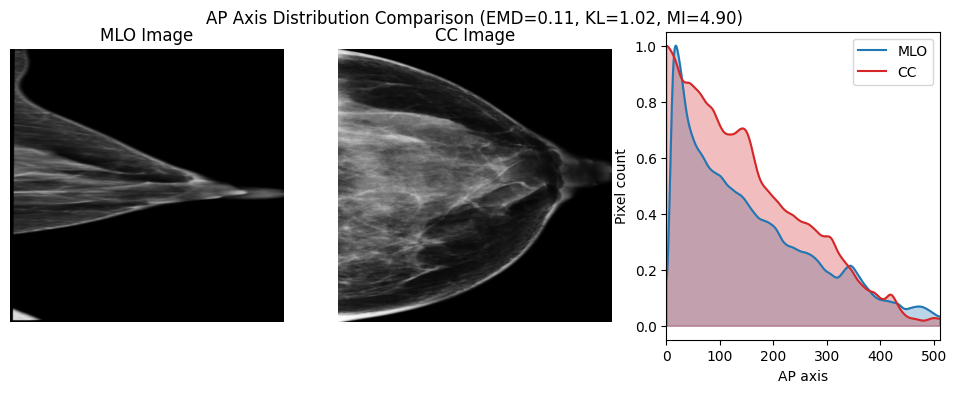 AP Axis Distribution Comparison (EMD=0.11, KL=1.02, MI=4.90)
MLO Image
CC Image
MLO
CC
Pixel count
1.0
0.8
0.6
0.4
0.2
0.0
0 100 200 300 400 500
AP axis